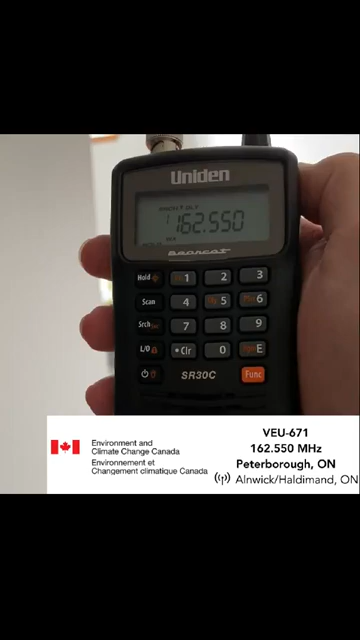 Uniden
162.550
BEARCAT
Hold 1 2 3
Scan 4 5 6
Srch 7 8 9
L/O •Clr 0 E
SR30C Func
VEU-671
Environment and
Climate Change Canada
Environnement et
Changement climatique Canada
162.550 MHz
Peterborough, ON
Alnwick/Haldimand, ON